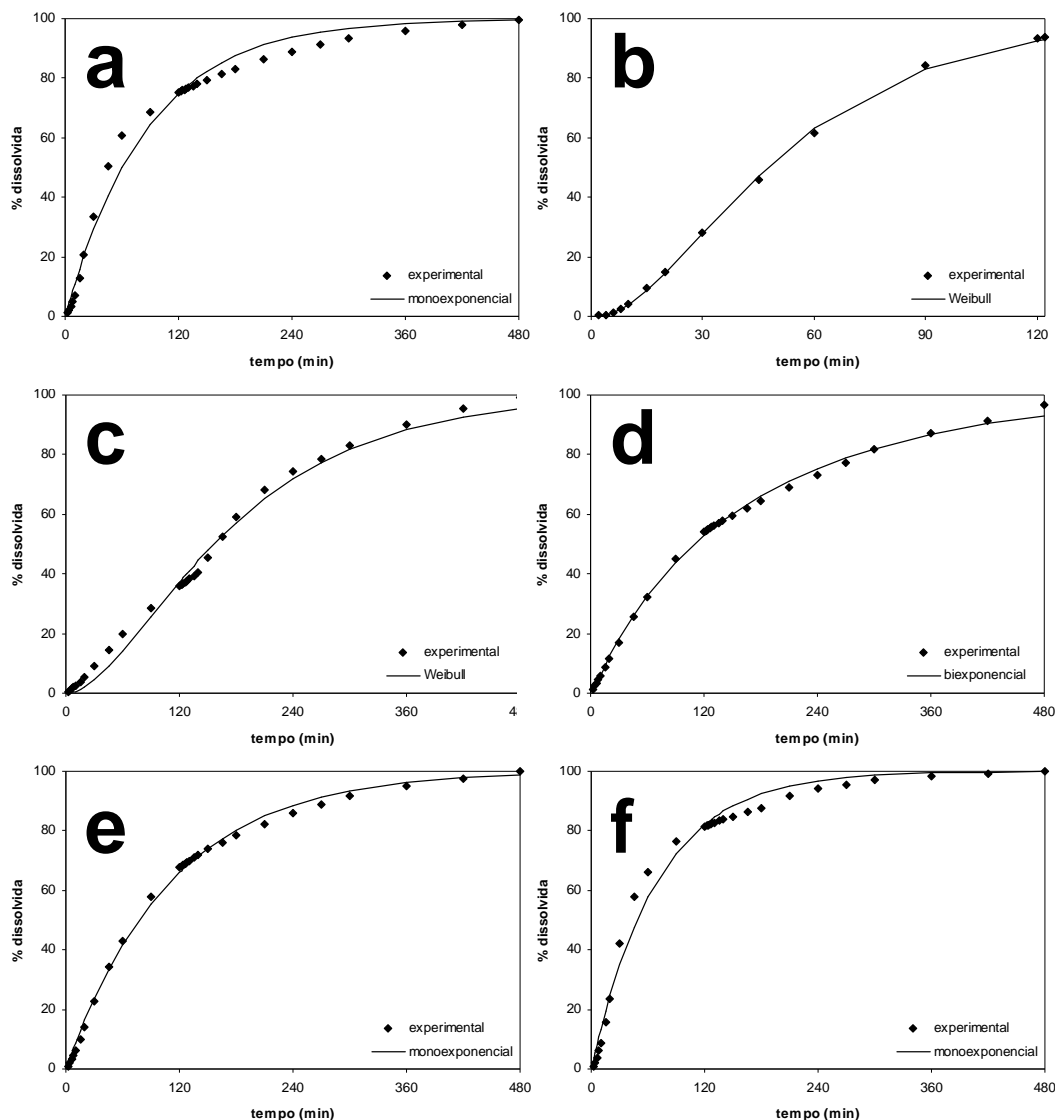 100
80
60
40
20
0
% dissolvida
a
experimental
monoexponencial
0 120 240 360 480
tempo (min)
100
80
60
40
20
0
% dissolvida
b
experimental
Weibull
0 30 60 90 120
tempo (min)
100
80
60
40
20
0
% dissolvida
c
experimental
Weibull
0 120 240 360 4
tempo (min)
100
80
60
40
20
0
% dissolvida
d
experimental
biexponencial
0 120 240 360 480
tempo (min)
100
80
60
40
20
0
% dissolvida
e
experimental
monoexponencial
0 120 240 360 480
tempo (min)
100
80
60
40
20
0
% dissolvida
f
experimental
monoexponencial
0 120 240 360 480
tempo (min)